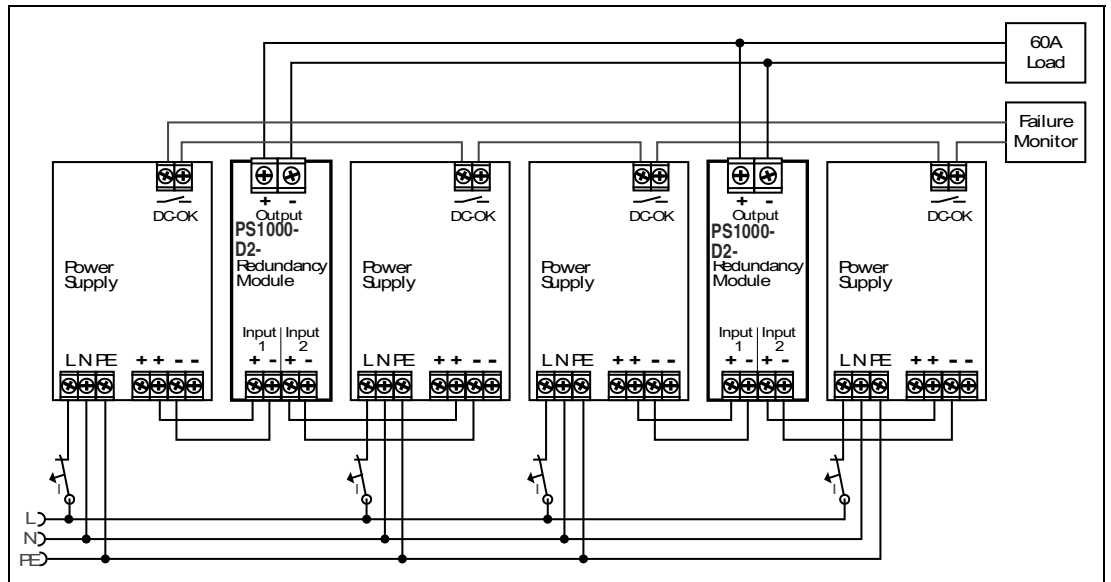 60A
Load
Failure
Monitor
DC-OK
+ -
Output
PS1000-
D2-
Redundancy
Module
Input
1
Input
2
+ - + -
Power
Supply
L N PE
+ + - -
DC-OK
Power
Supply
L N PE
+ + - -
DC-OK
Power
Supply
L N PE
+ + - -
DC-OK
+ -
Output
PS1000-
D2-
Redundancy
Module
Input
1
Input
2
+ - + -
Power
Supply
L N PE
+ + - -
DC-OK
I
I
I
I
L
N
PE